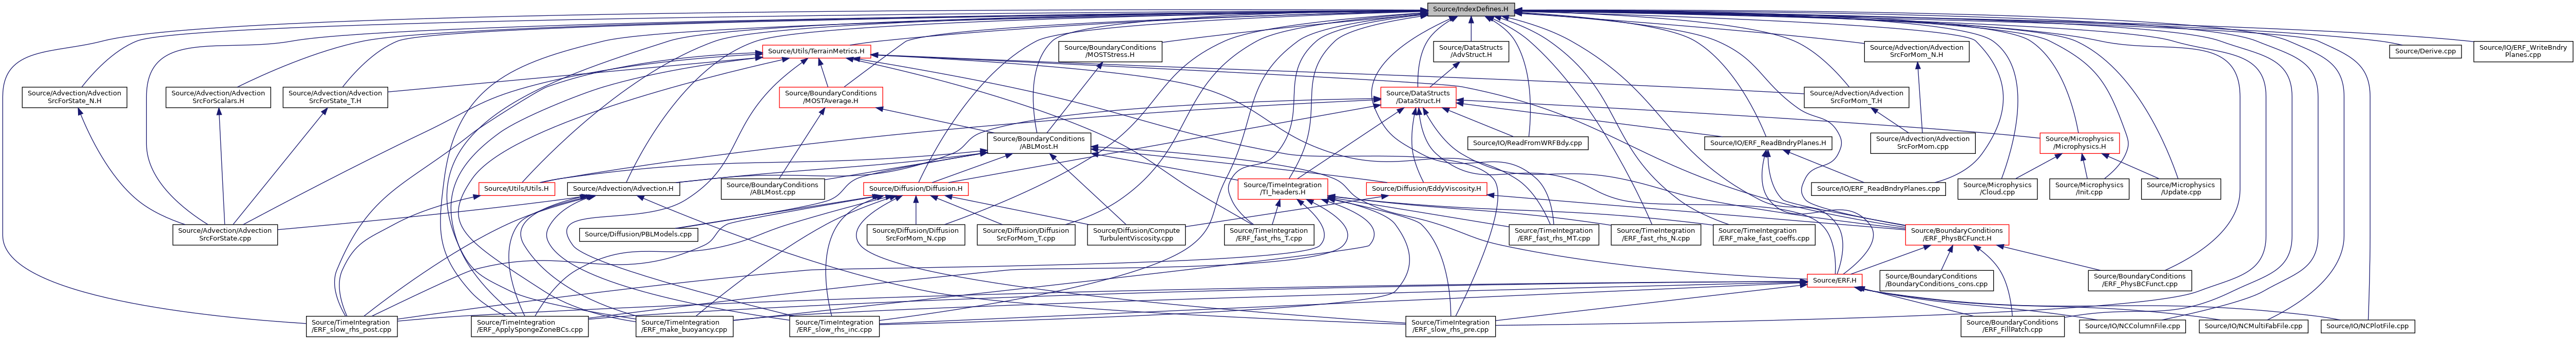 Source/IndexDefines.H
Source/Utils/TerrainMetrics.H
Source/BoundaryConditions
/MOSTStress.H
Source/DataStructs
/AdvStruct.H
Source/Advection/Advection
SrcForMom_N.H
Source/Derive.cpp
Source/IO/ERF_WriteBndry
Planes.cpp
Source/Advection/Advection
SrcForState_N.H
Source/Advection/Advection
SrcForScalars.H
Source/Advection/Advection
SrcForState_T.H
Source/BoundaryConditions
/MOSTAverage.H
Source/DataStructs
/DataStruct.H
Source/Advection/Advection
SrcForMom_T.H
Source/BoundaryConditions
/ABLMost.H
Source/IO/ReadFromWRFBdy.cpp
Source/IO/ERF_ReadBndryPlanes.H
Source/Advection/Advection
SrcForMom.cpp
Source/Microphysics
/Microphysics.H
Source/Utils/Utils.H
Source/Advection/Advection.H
Source/BoundaryConditions
/ABLMost.cpp
Source/Diffusion/Diffusion.H
Source/TimeIntegration
/TI_headers.H
Source/Diffusion/EddyViscosity.H
Source/IO/ERF_ReadBndryPlanes.cpp
Source/Microphysics
/Cloud.cpp
Source/Microphysics
/Init.cpp
Source/Microphysics
/Update.cpp
Source/Advection/Advection
SrcForState.cpp
Source/Diffusion/PBLModels.cpp
Source/Diffusion/Diffusion
SrcForMom_N.cpp
Source/Diffusion/Diffusion
SrcForMom_T.cpp
Source/Diffusion/Compute
TurbulentViscosity.cpp
Source/TimeIntegration
/ERF_fast_rhs_T.cpp
Source/TimeIntegration
/ERF_fast_rhs_MT.cpp
Source/TimeIntegration
/ERF_fast_rhs_N.cpp
Source/TimeIntegration
/ERF_make_fast_coeffs.cpp
Source/BoundaryConditions
/ERF_PhysBCFunct.H
Source/ERF.H
Source/BoundaryConditions
/BoundaryConditions_cons.cpp
Source/BoundaryConditions
/ERF_PhysBCFunct.cpp
Source/TimeIntegration
/ERF_slow_rhs_post.cpp
Source/TimeIntegration
/ERF_ApplySpongeZoneBCs.cpp
Source/TimeIntegration
/ERF_make_buoyancy.cpp
Source/TimeIntegration
/ERF_slow_rhs_inc.cpp
Source/TimeIntegration
/ERF_slow_rhs_pre.cpp
Source/BoundaryConditions
/ERF_FillPatch.cpp
Source/IO/NCColumnFile.cpp
Source/IO/NCMultiFabFile.cpp
Source/IO/NCPlotFile.cpp